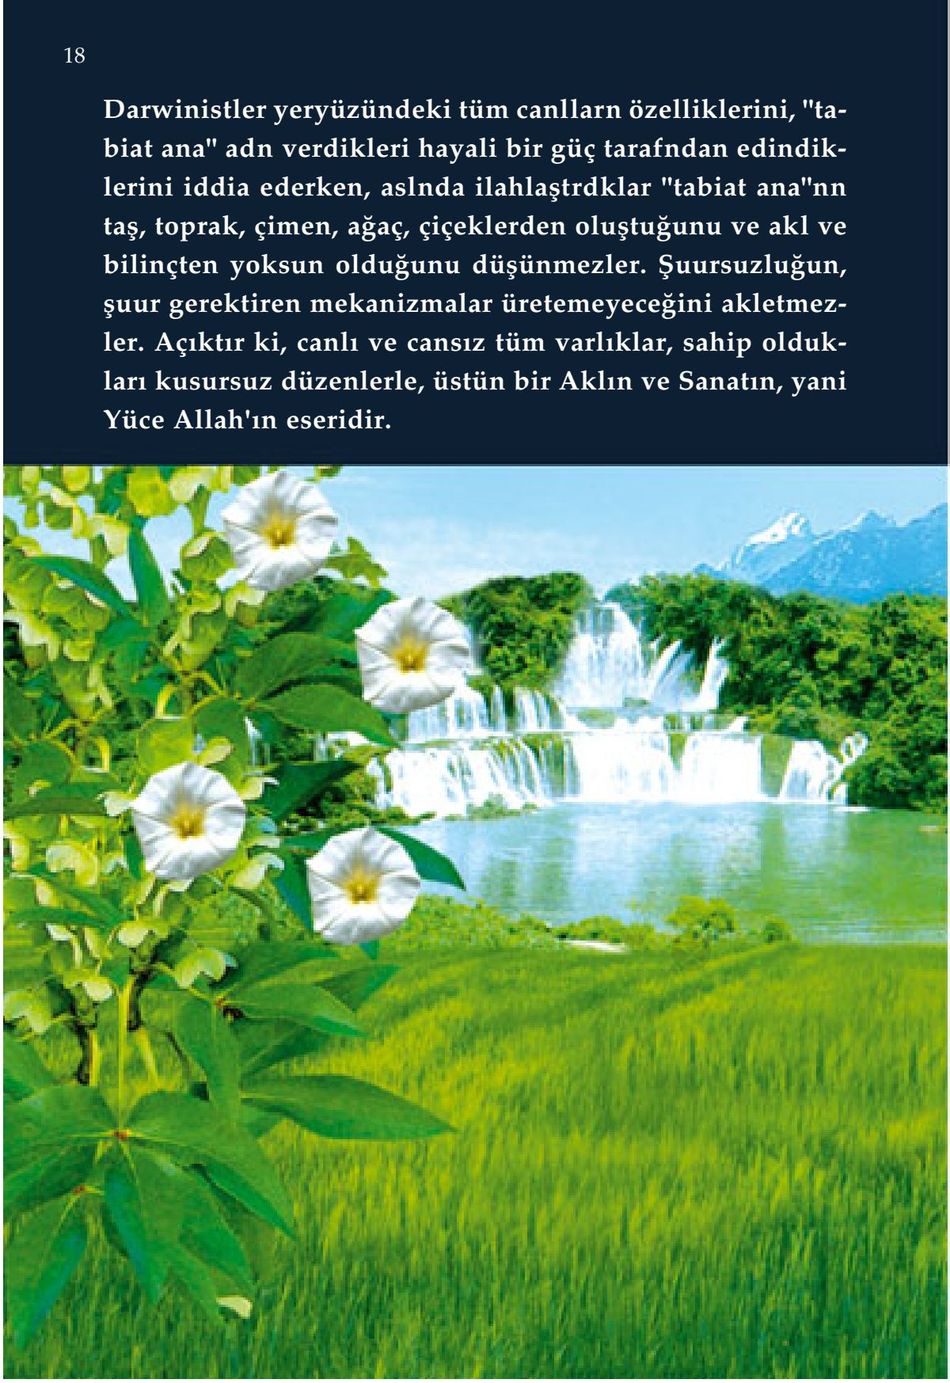 18
Darwinistler yeryüzündeki tüm canllarn özelliklerini, "ta-
biat ana" adn verdikleri hayali bir güç tarafndan edindik-
lerini iddia ederken, aslnda ilahlaştrdklar "tabiat ana"nn
taş, toprak, çimen, ağaç, çiçeklerden oluştuğunu ve akl ve
bilinçten yoksun olduğunu düşünmezler. Şuursuzluğun,
şuur gerektiren mekanizmalar üretemeyeceğini akletmez-
ler. Açıktır ki, canlı ve cansız tüm varlıklar, sahip olduk-
ları kusursuz düzenlerle, üstün bir Aklın ve Sanatın, yani
Yüce Allah'ın eseridir.